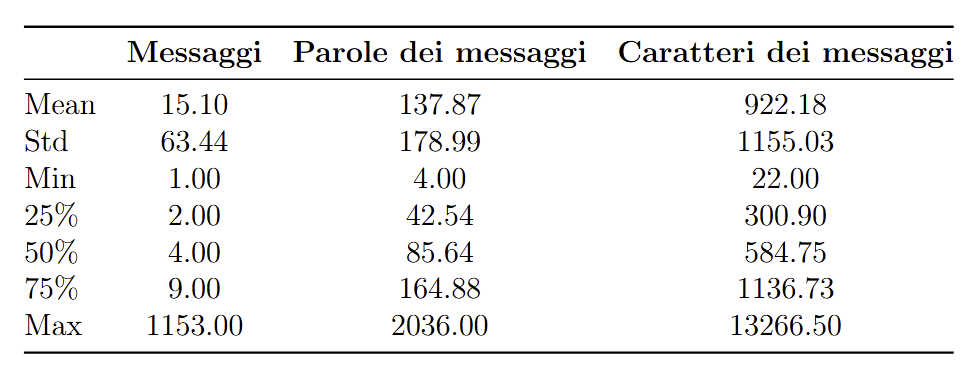 Messaggi Parole dei messaggi Caratteri dei messaggi
Mean 15.10 137.87 922.18
Std 63.44 178.99 1155.03
Min 1.00 4.00 22.00
25% 2.00 42.54 300.90
50% 4.00 85.64 584.75
75% 9.00 164.88 1136.73
Max 1153.00 2036.00 13266.50